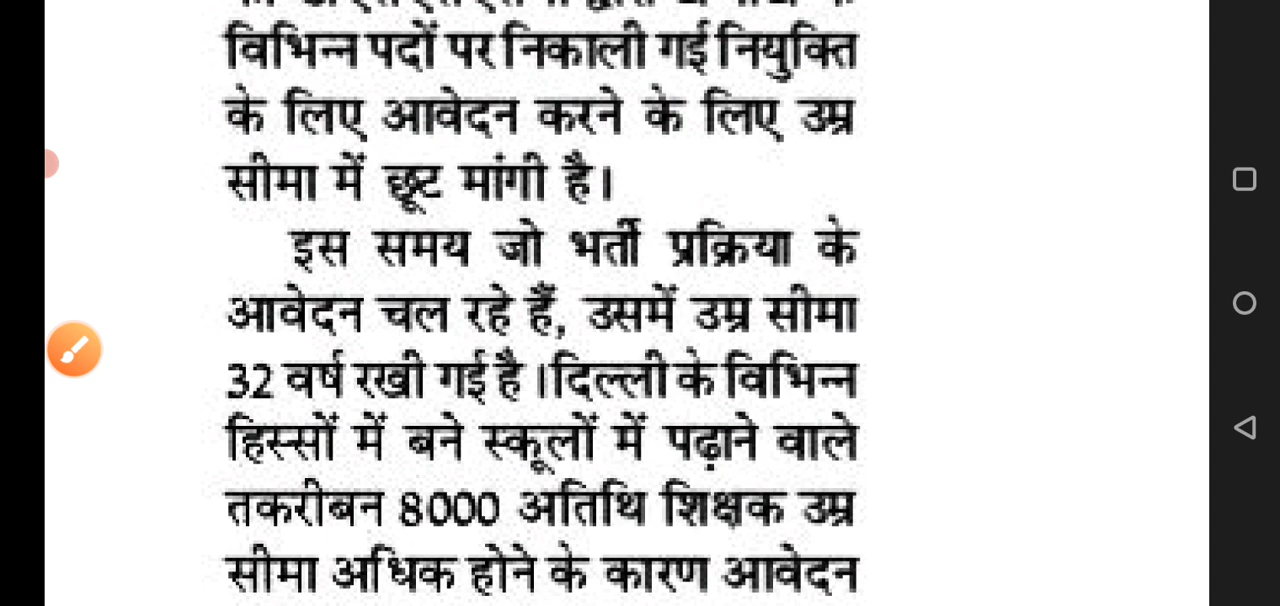 विभिन्न पदों पर निकाली गई नियुक्ति
के लिए आवेदन करने के लिए उम्र
सीमा में छूट मांगी है।
इस समय जो भर्ती प्रक्रिया के
आवेदन चल रहे हैं, उसमें उम्र सीमा
32 वर्ष रखी गई है।दिल्ली के विभिन्न
हिस्सों में बने स्कूलों में पढ़ाने वाले
तकरीबन 8000 अतिथि शिक्षक उम्र
सीमा अधिक होने के कारण आवेदन